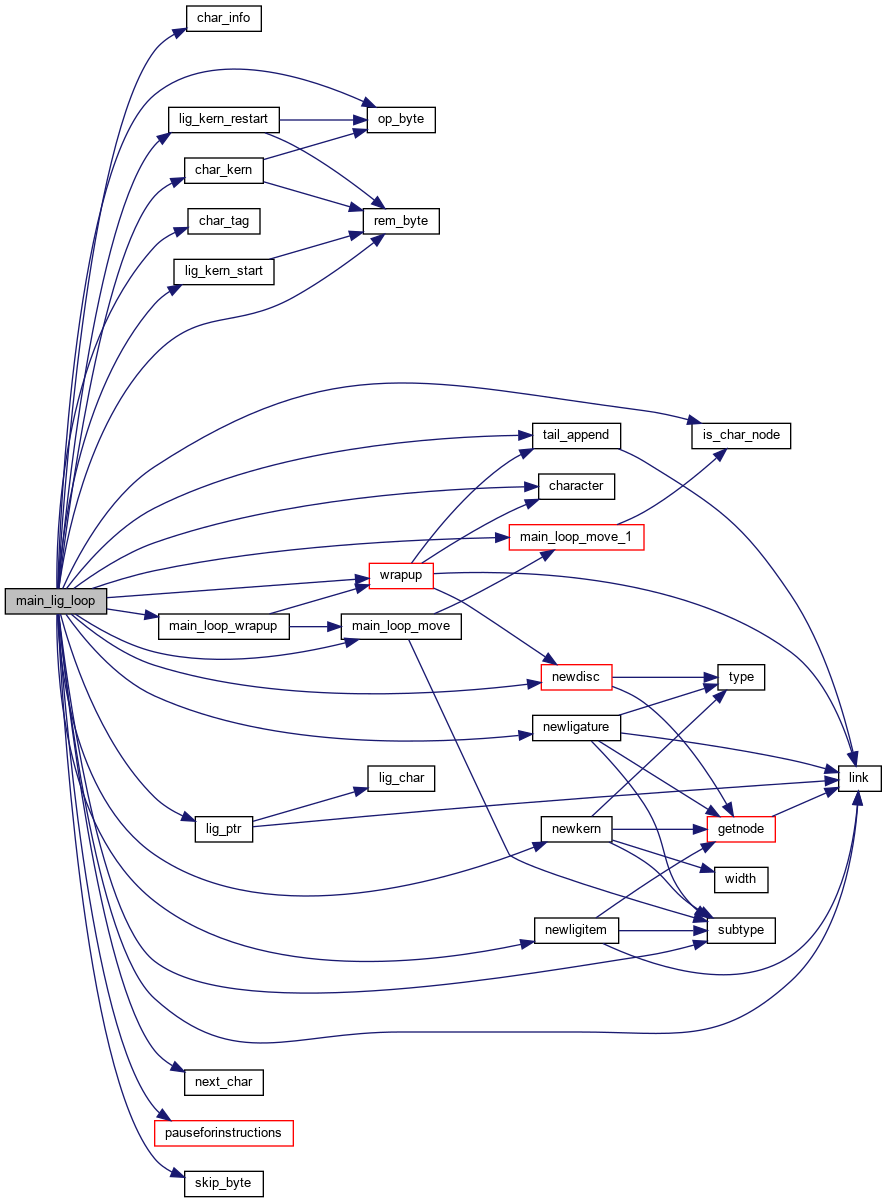 char_info
op_byte
lig_kern_restart
char_kern
char_tag
rem_byte
lig_kern_start
tail_append
is_char_node
character
main_loop_move_1
wrapup
main_lig_loop
main_loop_wrapup
main_loop_move
newdisc
type
newligature
lig_char
link
lig_ptr
newkern
getnode
width
newligitem
subtype
next_char
pauseforinstructions
skip_byte